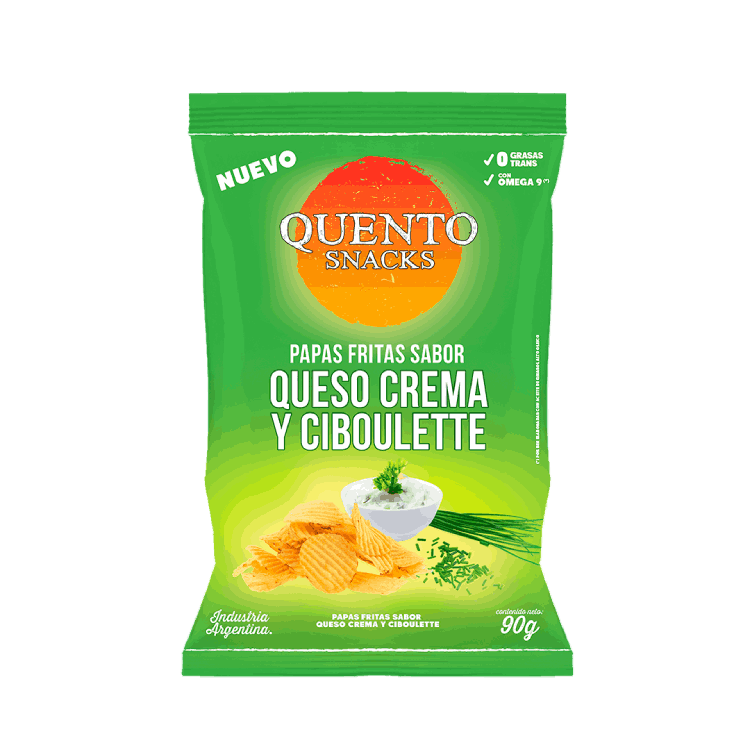 NUEVO
✓ 0 GRASAS TRANS
✓ CON OMEGA 9
QUENTO
SNACKS
PAPAS FRITAS SABOR
QUESO CREMA
Y CIBOULETTE
Industria
Argentina.
PAPAS FRITAS SABOR
QUESO CREMA Y CIBOULETTE
contenido neto:
90g